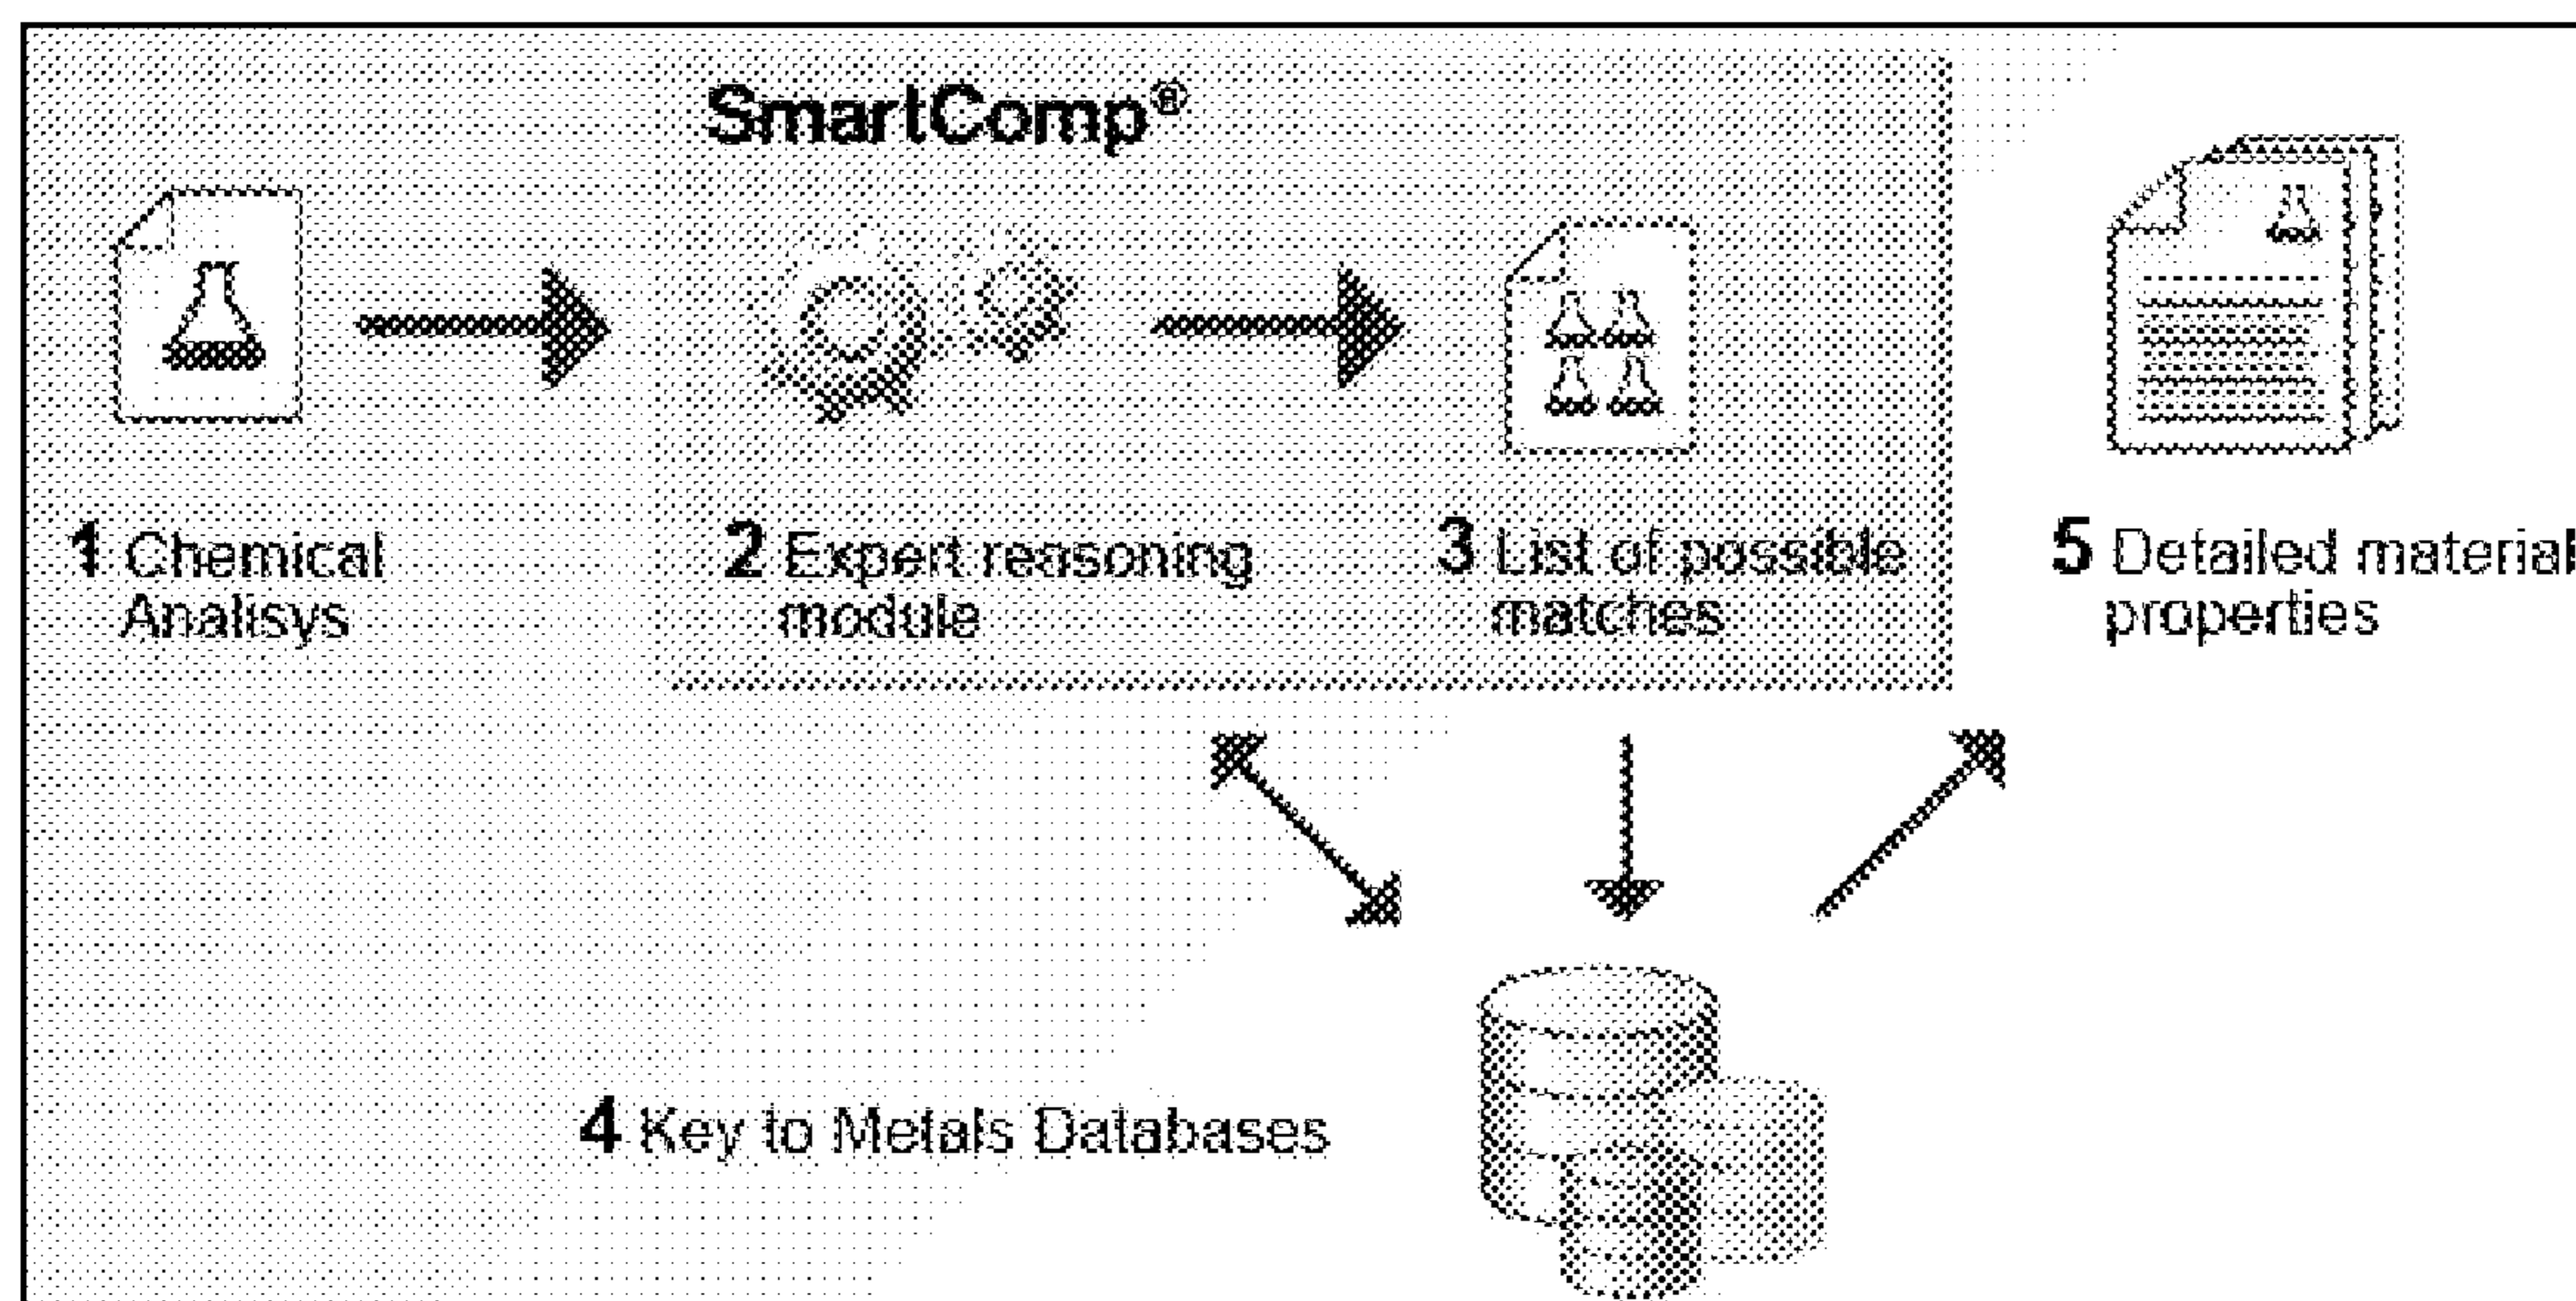 SmartComp®
1 Chemical
Analisys
2 Expert reasoning
module
3 List of possible
matches
5 Detailed material
properties
4 Key to Metals Databases